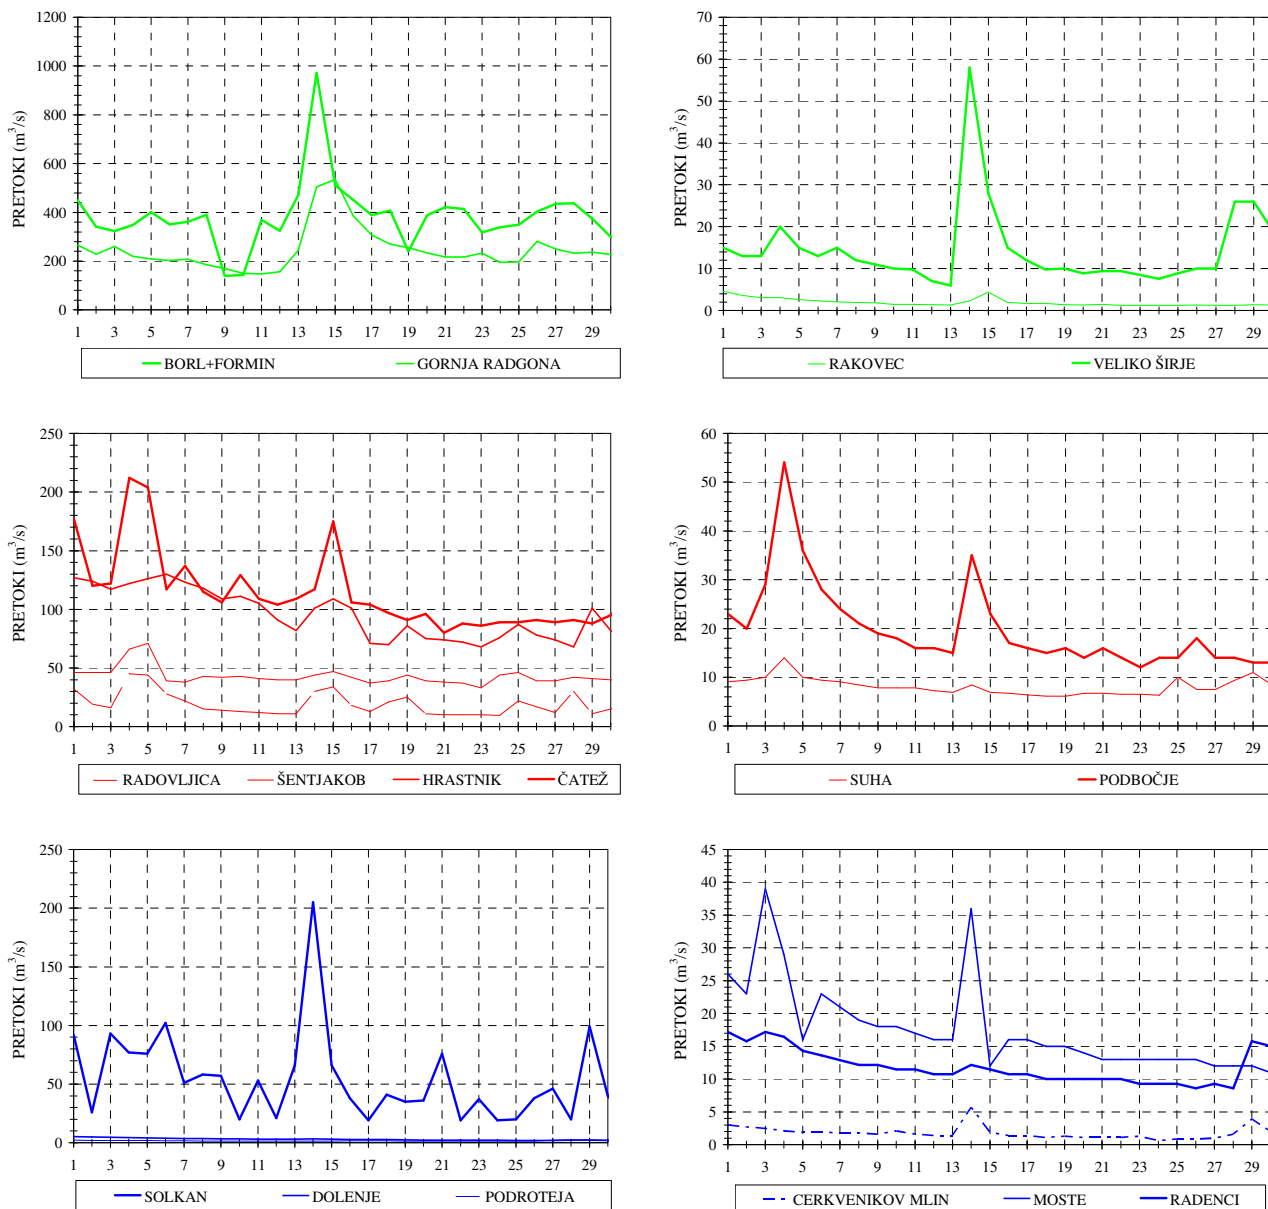 PRETOKI (m³/s)
1200
1000
800
600
400
200
0
1 3 5 7 9 11 13 15 17 19 21 23 25 27 29
BORL+FORMIN GORNJA RADGONA
PRETOKI (m³/s)
70
60
50
40
30
20
10
0
1 3 5 7 9 11 13 15 17 19 21 23 25 27 29
RAKOVEC VELIKO ŠIRJE
PRETOKI (m³/s)
250
200
150
100
50
0
1 3 5 7 9 11 13 15 17 19 21 23 25 27 29
RADOVLJICA ŠENTJAKOB HRASTNIK ČATEŽ
PRETOKI (m³/s)
60
50
40
30
20
10
0
1 3 5 7 9 11 13 15 17 19 21 23 25 27 29
SUHA PODBOČJE
PRETOKI (m³/s)
250
200
150
100
50
0
1 3 5 7 9 11 13 15 17 19 21 23 25 27 29
SOLKAN DOLENJE PODROTEJA
PRETOKI (m³/s)
45
40
35
30
25
20
15
10
5
0
1 3 5 7 9 11 13 15 17 19 21 23 25 27 29
CERKVENIKOV MLIN MOSTE RADENCI